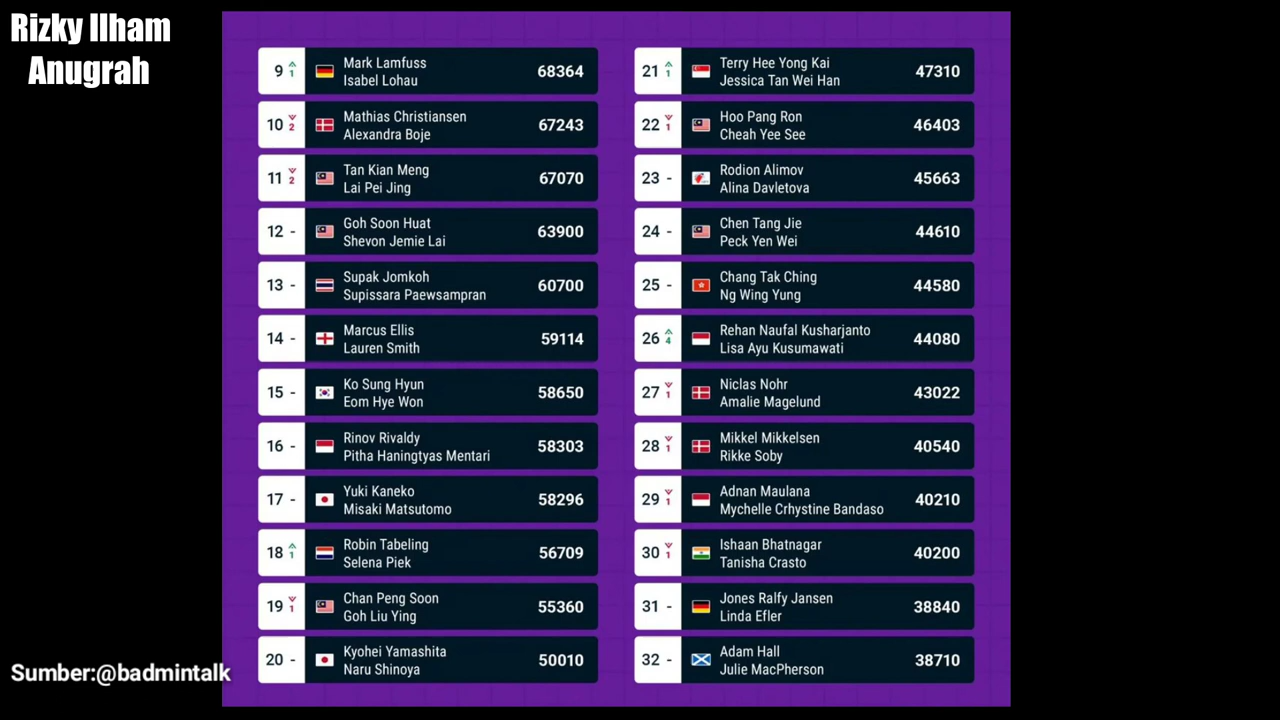 Rizky Ilham
Anugrah
9 1 Mark Lamfuss
Isabel Lohau 68364
10 2 Mathias Christiansen
Alexandra Boje 67243
11 2 Tan Kian Meng
Lai Pei Jing 67070
12 - Goh Soon Huat
Shevon Jemie Lai 63900
13 - Supak Jomkoh
Supissara Paewsampran 60700
14 - Marcus Ellis
Lauren Smith 59114
15 - Ko Sung Hyun
Eom Hye Won 58650
16 - Rinov Rivaldy
Pitha Haningtyas Mentari 58303
17 - Yuki Kaneko
Misaki Matsutomo 58296
18 1 Robin Tabeling
Selena Piek 56709
19 1 Chan Peng Soon
Goh Liu Ying 55360
20 - Kyohei Yamashita
Naru Shinoya 50010
21 1 Terry Hee Yong Kai
Jessica Tan Wei Han 47310
22 1 Hoo Pang Ron
Cheah Yee See 46403
23 - Rodion Alimov
Alina Davletova 45663
24 - Chen Tang Jie
Peck Yen Wei 44610
25 - Chang Tak Ching
Ng Wing Yung 44580
26 4 Rehan Naufal Kusharjanto
Lisa Ayu Kusumawati 44080
27 1 Niclas Nohr
Amalie Magelund 43022
28 1 Mikkel Mikkelsen
Rikke Soby 40540
29 1 Adnan Maulana
Mychelle Crhystine Bandaso 40210
30 1 Ishaan Bhatnagar
Tanisha Crasto 40200
31 - Jones Ralfy Jansen
Linda Efler 38840
32 - Adam Hall
Julie MacPherson 38710
Sumber:@badmintalk